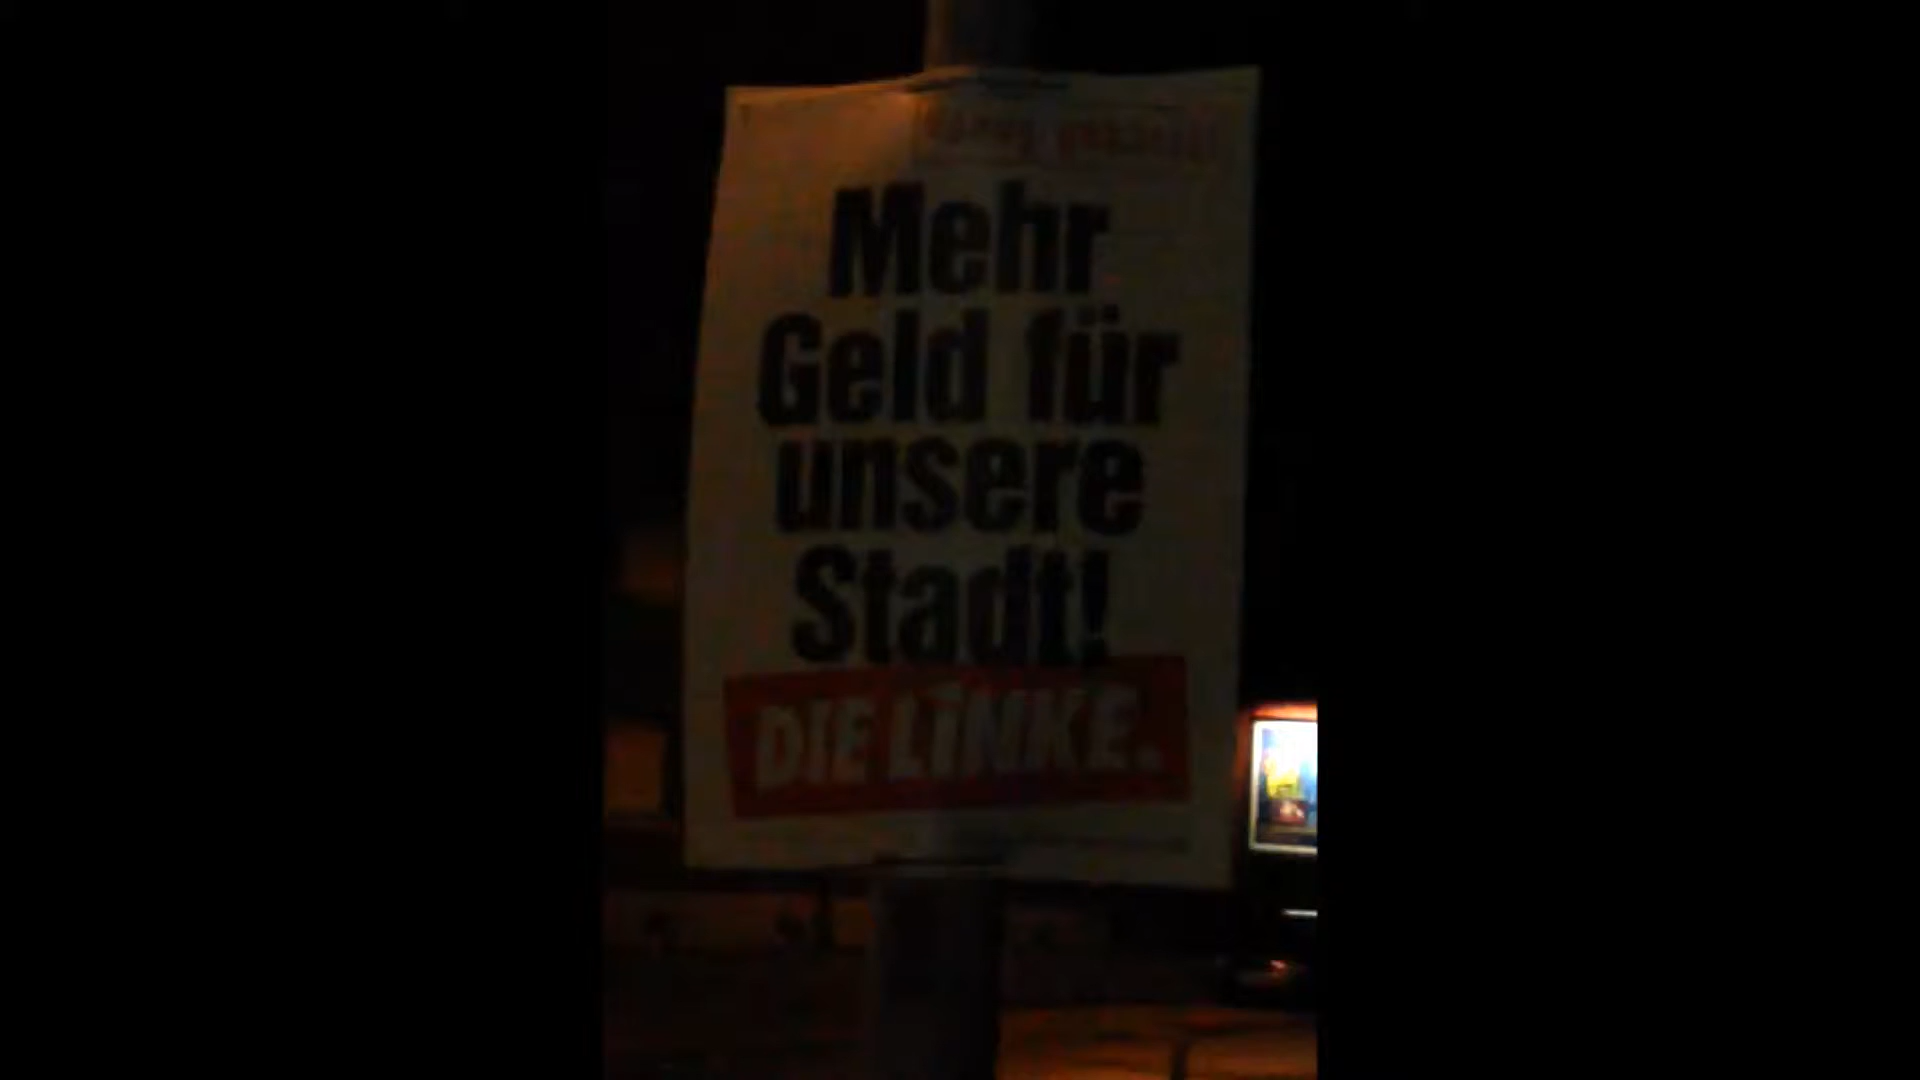 Mehr
Geld für
unsere
Stadt!
DIE LINKE.